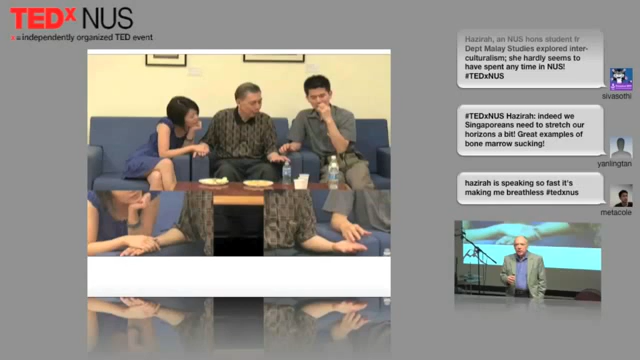 TEDx NUS
x = independently organized TED event
Hazirah, an NUS hons student fr
Dept Malay Studies explored inter-
culturalism; she hardly seems to
have spent any time in NUS!
#TEDxNUS
sivasothi
#TEDxNUS Hazirah: indeed we
Singaporeans need to stretch our
horizons a bit! Great examples of
bone marrow sucking!
yanlingtan
hazirah is speaking so fast it's
making me breathless #tedxnus
metacole